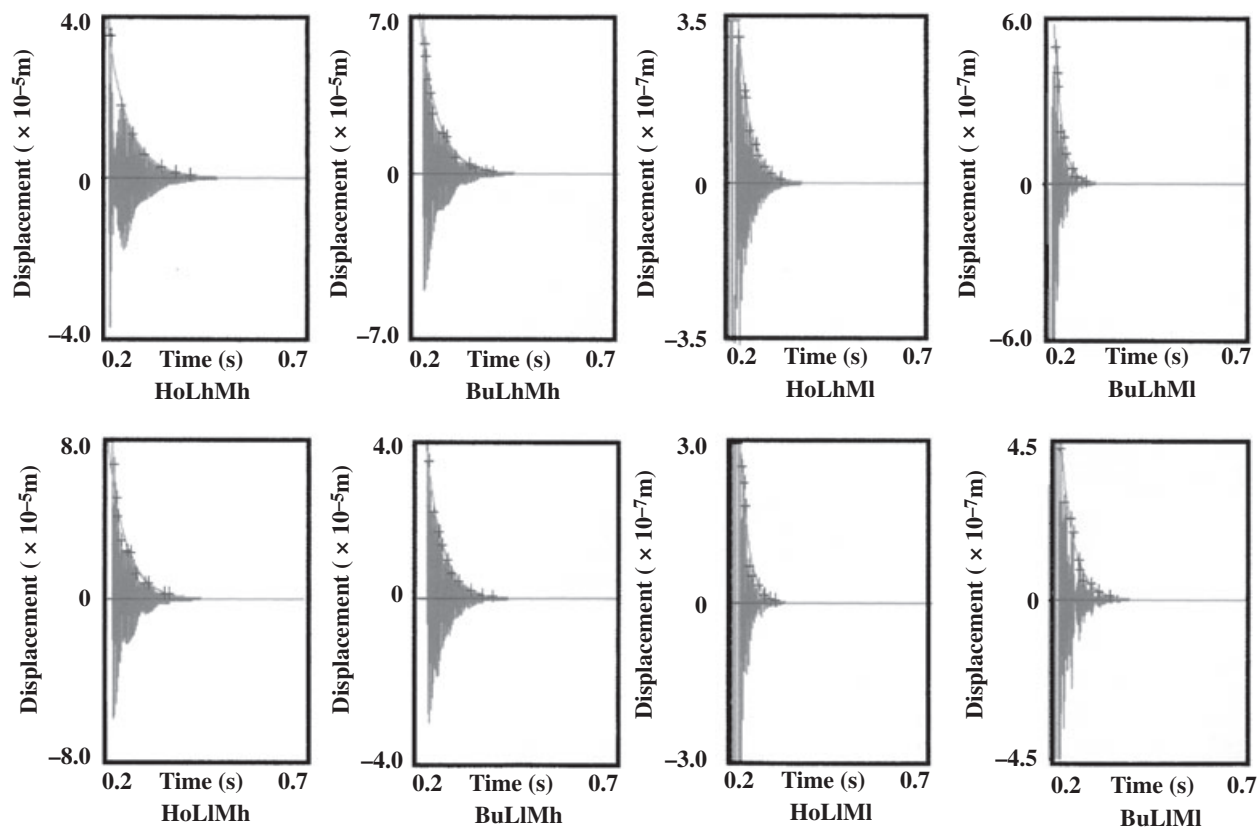 Displacement ( × 10⁻⁵m)
4.0
0
−4.0
0.2 Time (s) 0.7
HoLhMh
Displacement ( × 10⁻⁵m)
7.0
0
−7.0
0.2 Time (s) 0.7
BuLhMh
Displacement ( × 10⁻⁷m)
3.5
0
−3.5
0.2 Time (s) 0.7
HoLhMl
Displacement ( × 10⁻⁷m)
6.0
0
−6.0
0.2 Time (s) 0.7
BuLhMl
Displacement ( × 10⁻⁵m)
8.0
0
−8.0
0.2 Time (s) 0.7
HoLlMh
Displacement ( × 10⁻⁵m)
4.0
0
−4.0
0.2 Time (s) 0.7
BuLlMh
Displacement ( × 10⁻⁷m)
3.0
0
−3.0
0.2 Time (s) 0.7
HoLlMl
Displacement ( × 10⁻⁷m)
4.5
0
−4.5
0.2 Time (s) 0.7
BuLlMl